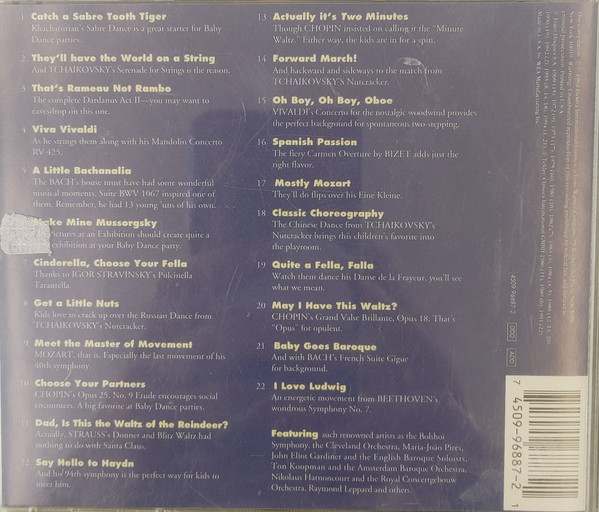 1 Catch a Sabre Tooth Tiger
Khachaturian's Sabre Dance is a great starter for Baby
Dance parties.
2 They'll have the World on a String
And TCHAIKOVSKY's Serenade for Strings is the reason.
3 That's Rameau Not Rambo
The complete Dardanus Act II—you may want to
eavesdrop on this one.
4 Viva Vivaldi
As he strings them along with his Mandolin Concerto
RV 425.
5 A Little Bachanalia
The BACH's house must have had some wonderful
musical moments. Suite BWV 1067 inspired one of
them. Remember, he had 13 young 'uns of his own.
Make Mine Mussorgsky
Pictures at an Exhibition should create quite a
exhibition at your Baby Dance party.
Cinderella, Choose Your Fella
Thanks to IGOR STRAVINSKY's Pulcinella
Tarantella.
8 Get a Little Nuts
Kids love to crack up over the Russian Dance from
TCHAIKOVSKY's Nutcracker.
9 Meet the Master of Movement
MOZART, that is. Especially the last movement of his
40th symphony.
10 Choose Your Partners
CHOPIN's Opus 25, No. 9 Etude encourages social
encounters. A big favorite at Baby Dance parties.
11 Dad, Is This the Waltz of the Reindeer?
Actually, STRAUSS's Donner and Blitz Waltz had
nothing to do with Santa Claus.
12 Say Hello to Haydn
And his 94th symphony is the perfect way for kids to
meet him.
13 Actually it's Two Minutes
Though CHOPIN insisted on calling it the "Minute
Waltz." Either way, the kids are in for a spin.
14 Forward March!
And backward and sideways to the match from
TCHAIKOVSKY's Nutcracker.
15 Oh Boy, Oh Boy, Oboe
VIVALDI's Concerto for the nostalgic woodwind provides
the perfect background for spontaneous two-stepping.
16 Spanish Passion
The fiery Carmen Overture by BIZET adds just the
right flavor.
17 Mostly Mozart
They'll do flips over his Eine Kleine.
18 Classic Choreography
The Chinese Dance from TCHAIKOVSKY's
Nutcracker brings this children's favorite into
the playroom.
19 Quite a Fella, Falla
Watch them dance his Danse de la Frayeur, you'll see
what we mean.
20 May I Have This Waltz?
CHOPIN's Grand Valse Brillante, Opus 18. That's
"Opus" for opulent.
21 Baby Goes Baroque
And with BACH's French Suite Gigue
for background.
22 I Love Ludwig
An energetic movement from BEETHOVEN's
wondrous Symphony No. 7.
Featuring such renowned artists as the Bolshoi
Symphony, the Cleveland Orchestra, Maria-João Pires,
John Eliot Gardiner and the English Baroque Soloists,
Ton Koopman and the Amsterdam Baroque Orchestra,
Nikolaus Harnoncourt and the Royal Concertgebouw
Orchestra, Raymond Leppard and others.
4509-96887-2
DDD
ADD
7 4509-96887-2 1